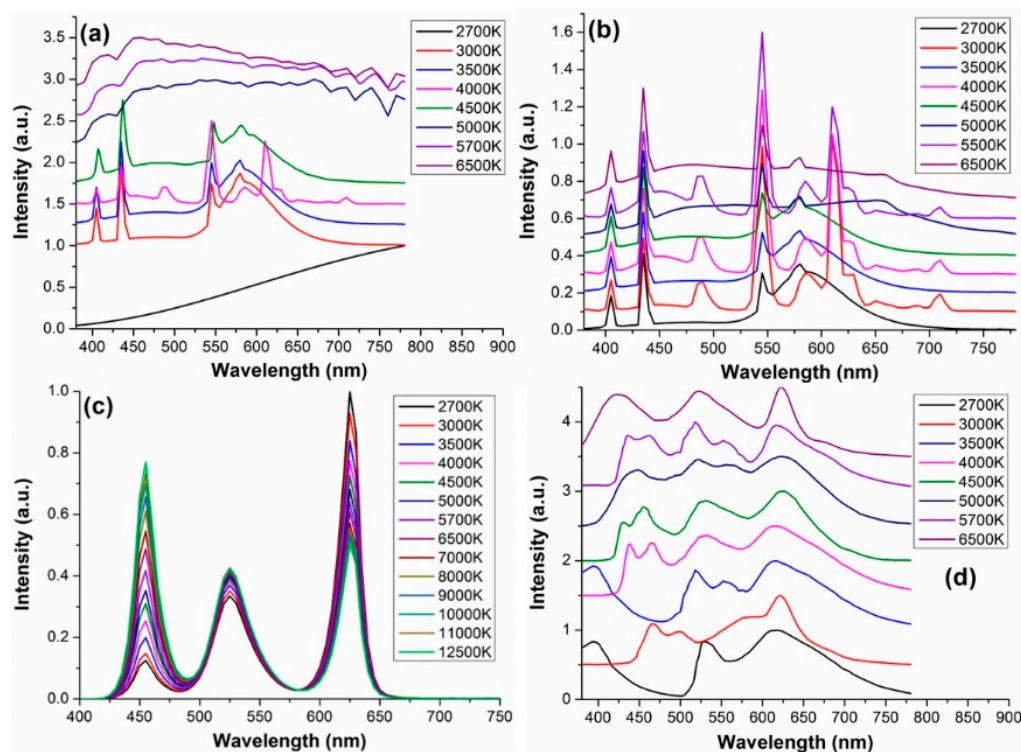 (a)
Intensity (a.u.)
3.5
3.0
2.5
2.0
1.5
1.0
0.5
0.0
400 450 500 550 600 650 700 750 800 850 900
Wavelength (nm)
2700K
3000K
3500K
4000K
4500K
5000K
5700K
6500K
(b)
Intensity (a.u.)
1.6
1.4
1.2
1.0
0.8
0.6
0.4
0.2
0.0
400 450 500 550 600 650 700 750
Wavelength (nm)
2700K
3000K
3500K
4000K
4500K
5000K
5500K
6500K
(c)
Intensity (a.u.)
1.0
0.8
0.6
0.4
0.2
0.0
400 450 500 550 600 650 700 750
Wavelength (nm)
2700K
3000K
3500K
4000K
4500K
5000K
5700K
6500K
7000K
8000K
9000K
10000K
11000K
12500K
(d)
Intensity (a.u.)
4
3
2
1
0
400 450 500 550 600 650 700 750 800 850 900
Wavelength (nm)
2700K
3000K
3500K
4000K
4500K
5000K
5700K
6500K